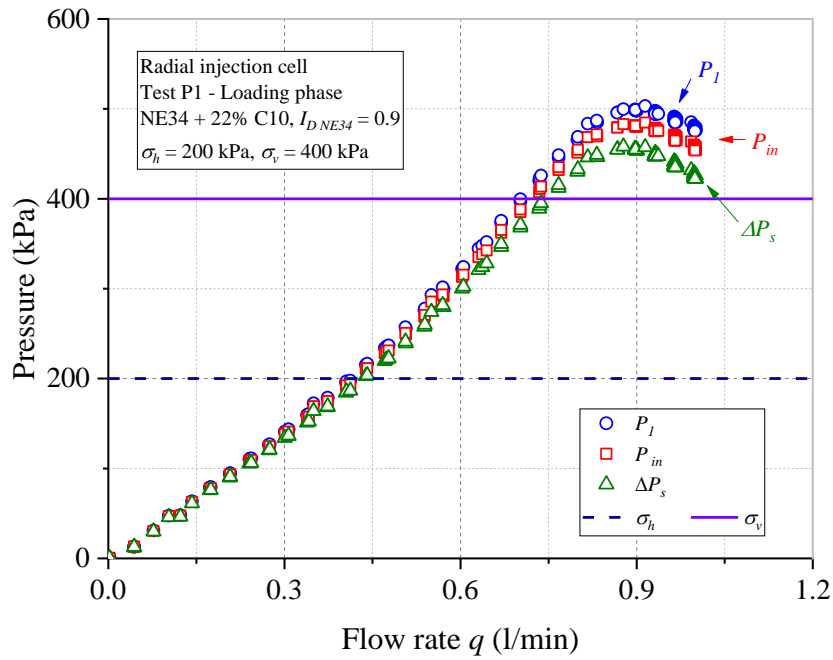 600
400
200
0
Pressure (kPa)
0.0
0.3
0.6
0.9
1.2
Flow rate q (l/min)
Radial injection cell
Test P1 - Loading phase
NE34 + 22% C10, I_D NE34 = 0.9
σ_h = 200 kPa, σ_v = 400 kPa
P_1
P_in
ΔP_s
P_1
P_in
ΔP_s
σ_h σ_v